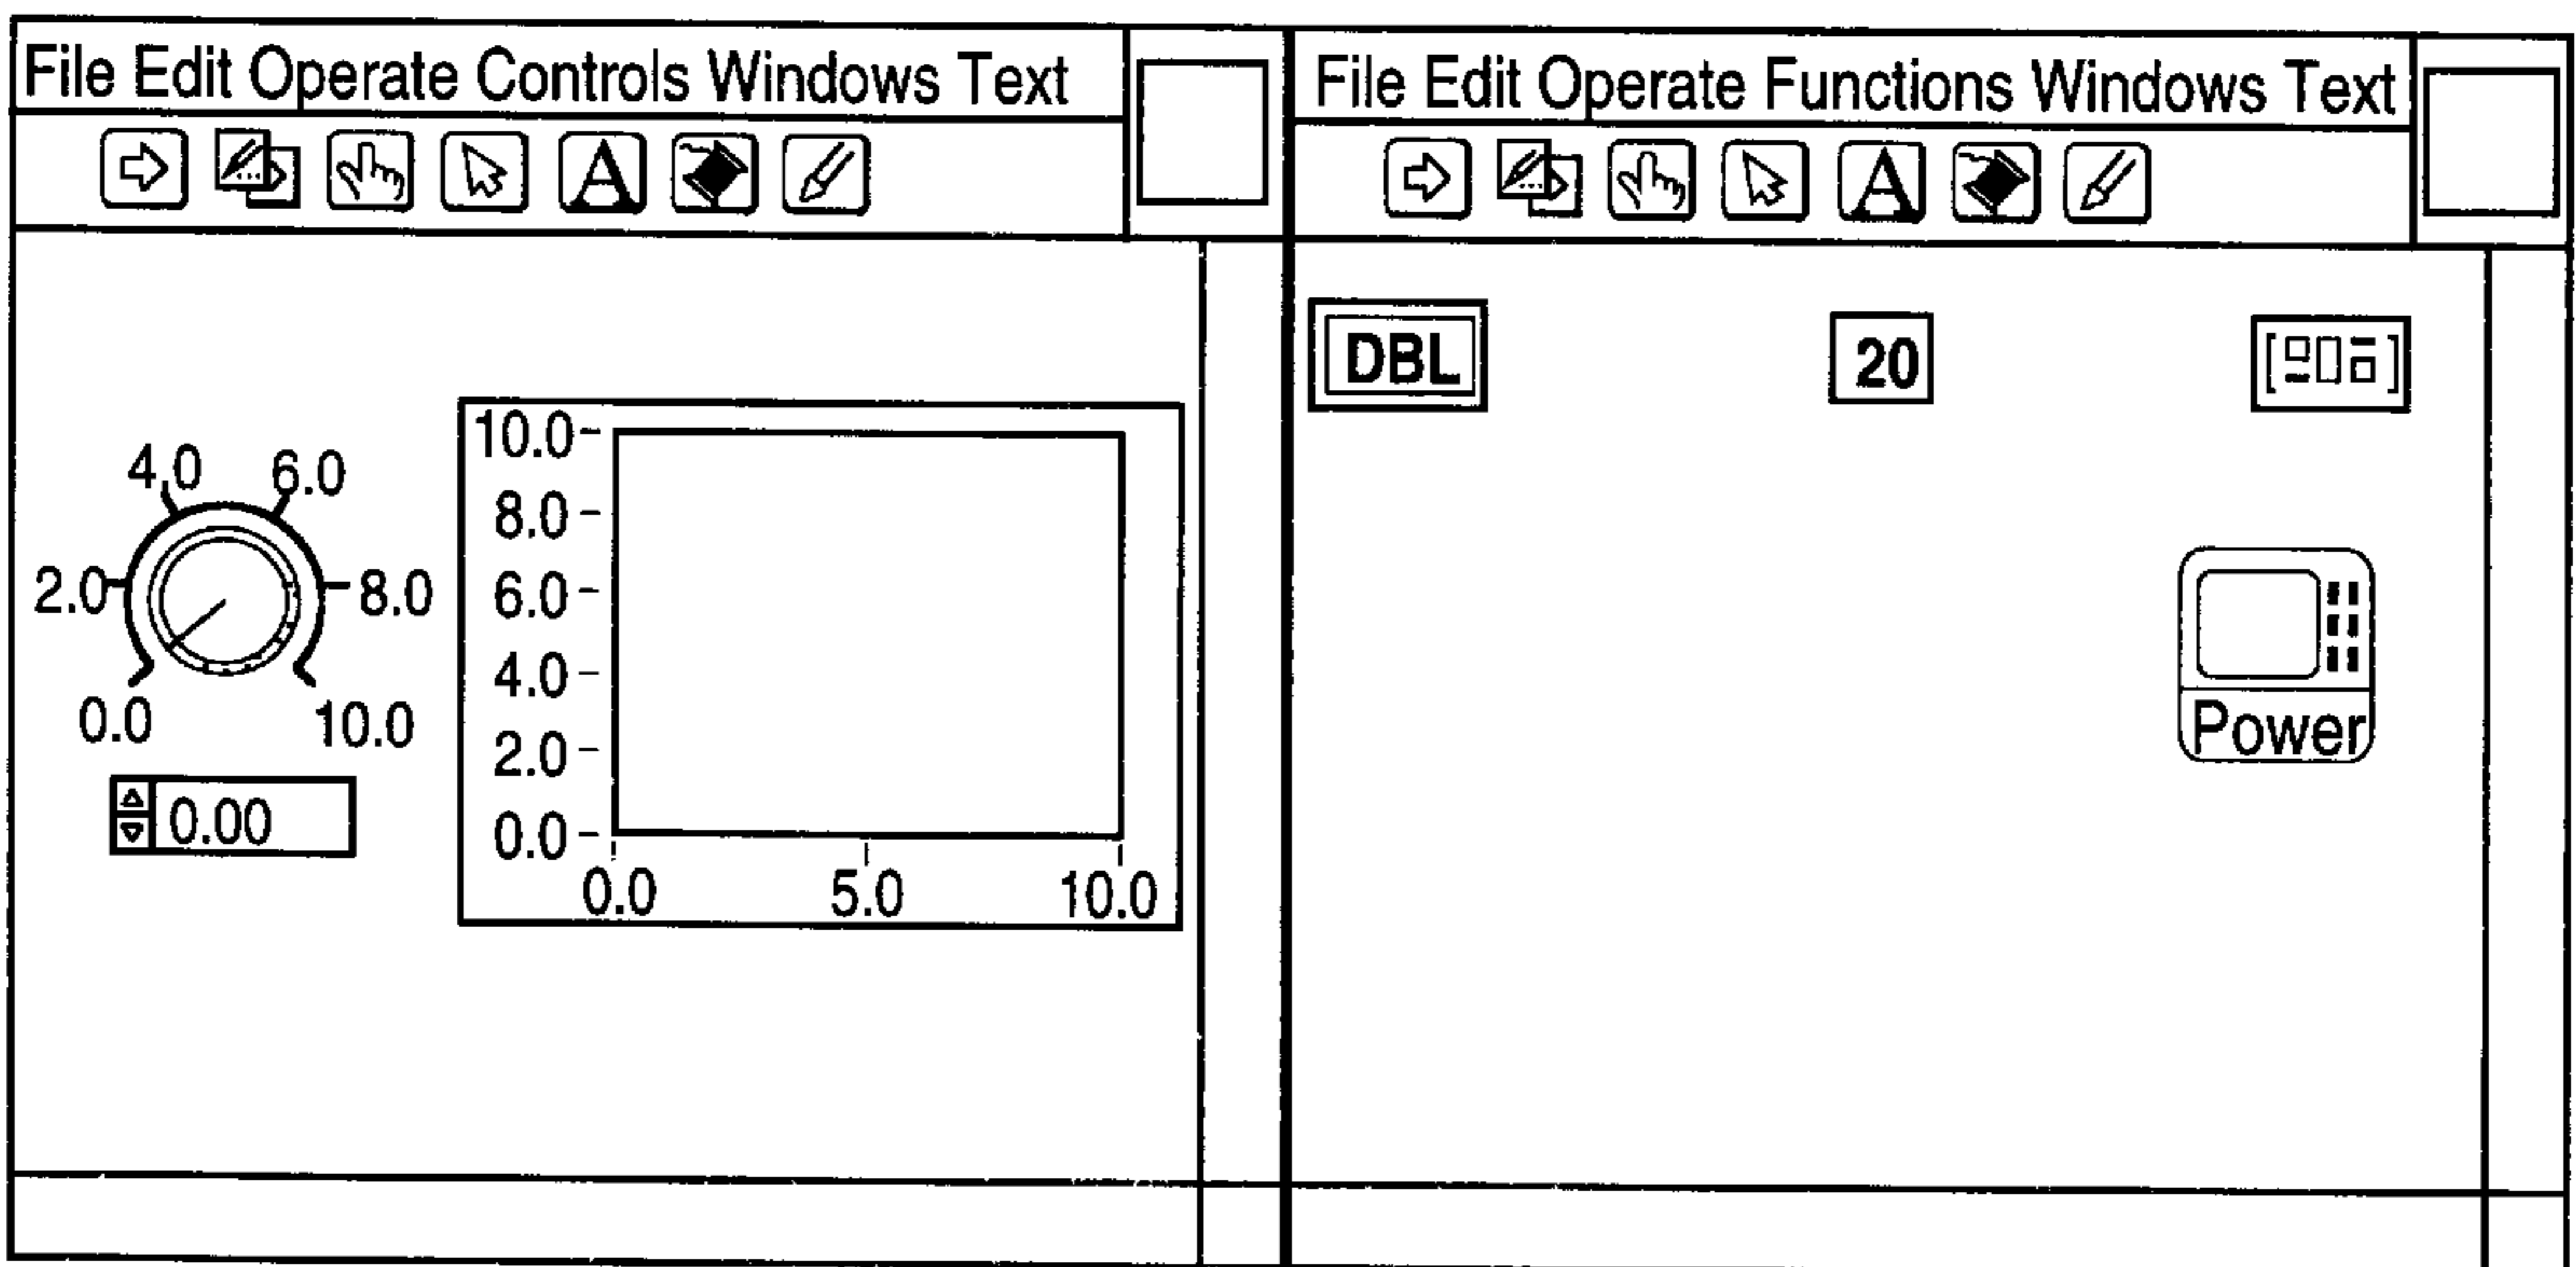 File Edit Operate Controls Windows Text
A
4.0 6.0
2.0 8.0
0.0 10.0
0.00
10.0
8.0
6.0
4.0
2.0
0.0
0.0 5.0 10.0
File Edit Operate Functions Windows Text
A
DBL 20
Power